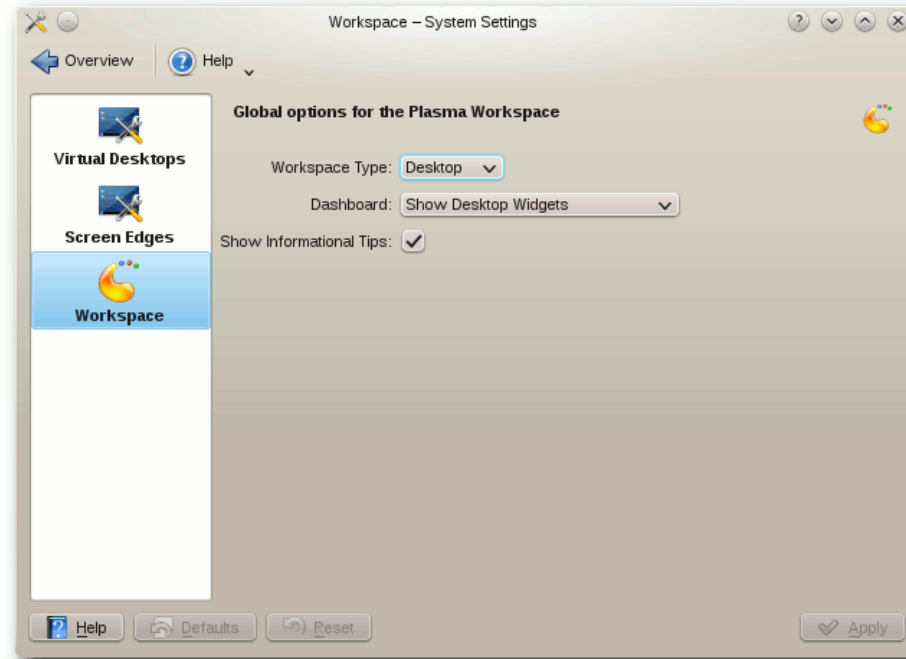 Workspace – System Settings
Overview
Help
Virtual Desktops
Screen Edges
Workspace
Global options for the Plasma Workspace
Workspace Type: Desktop
Dashboard: Show Desktop Widgets
Show Informational Tips:
Help
Defaults
Reset
Apply